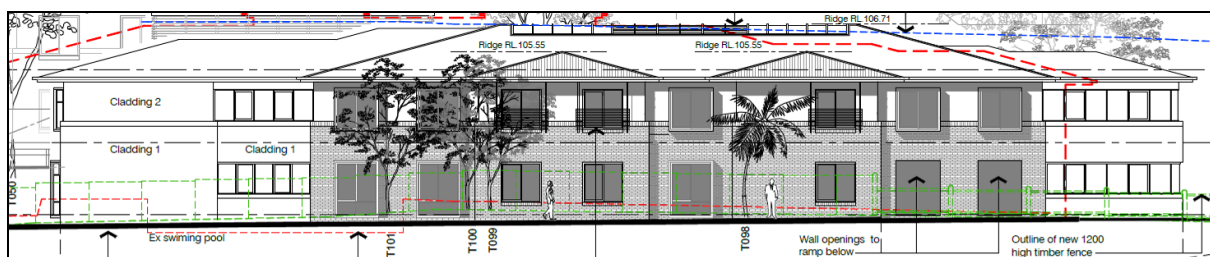 Ridge RL 106.71
Ridge RL 105.55
Ridge RL 105.55
Cladding 2
Cladding 1
Cladding 1
T050
Ex swiming pool
T101
T100
T099
T098
Wall openings to
ramp below
Outline of new 1200
high timber fence